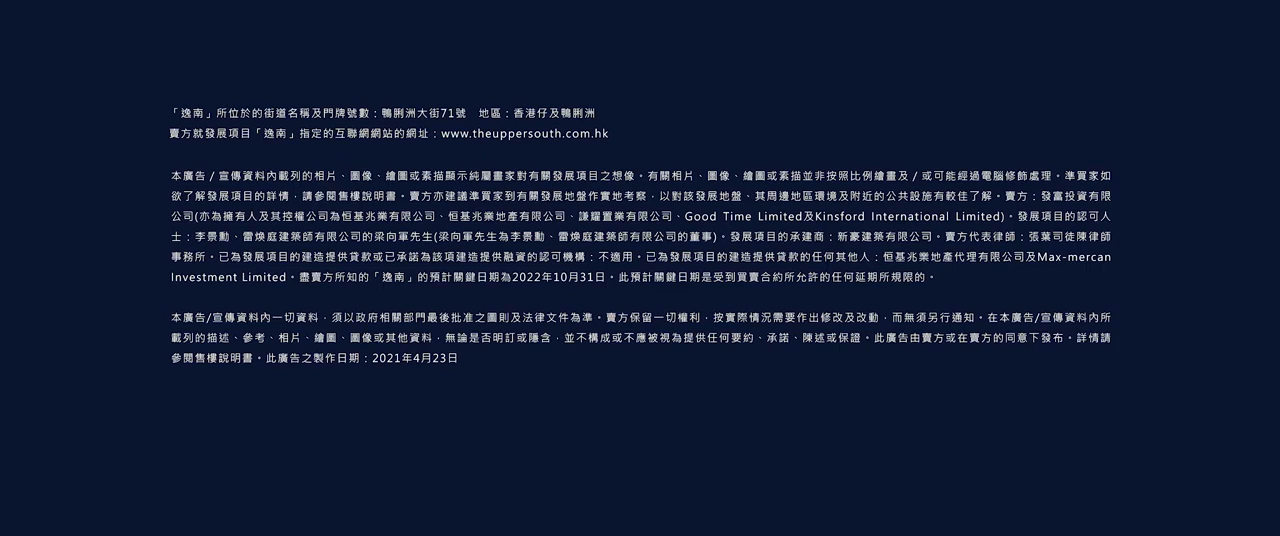 「逸南」所位於的街道名稱及門牌號數：鴨脷洲大街71號　地區：香港仔及鴨脷洲
賣方就發展項目「逸南」指定的互聯網網站的網址：www.theuppersouth.com.hk
本廣告／宣傳資料內載列的相片、圖像、繪圖或素描顯示純屬畫家對有關發展項目之想像。有關相片、圖像、繪圖或素描並非按照比例繪畫及／或可能經過電腦修飾處理。準買家如
欲了解發展項目的詳情，請參閱售樓說明書。賣方亦建議準買家到有關發展地盤作實地考察，以對該發展地盤、其周邊地區環境及附近的公共設施有較佳了解。賣方：發富投資有限
公司(亦為擁有人及其控權公司為恒基兆業有限公司、恒基兆業地產有限公司、謙耀置業有限公司、Good Time Limited及Kinsford International Limited)。發展項目的認可人
士：李景勳、雷煥庭建築師有限公司的梁向軍先生(梁向軍先生為李景勳、雷煥庭建築師有限公司的董事)。發展項目的承建商：新豪建築有限公司。賣方代表律師：張葉司徒陳律師
事務所。已為發展項目的建造提供貸款或已承諾為該項建造提供融資的認可機構：不適用。已為發展項目的建造提供貸款的任何其他人：恒基兆業地產代理有限公司及Max-mercan
Investment Limited。盡賣方所知的「逸南」的預計關鍵日期為2022年10月31日。此預計關鍵日期是受到買賣合約所允許的任何延期所規限的。
本廣告/宣傳資料內一切資料，須以政府相關部門最後批准之圖則及法律文件為準。賣方保留一切權利，按實際情況需要作出修改及改動，而無須另行通知。在本廣告/宣傳資料內所
載列的描述、參考、相片、繪圖、圖像或其他資料，無論是否明訂或隱含，並不構成或不應被視為提供任何要約、承諾、陳述或保證。此廣告由賣方或在賣方的同意下發布。詳情請
參閱售樓說明書。此廣告之製作日期：2021年4月23日